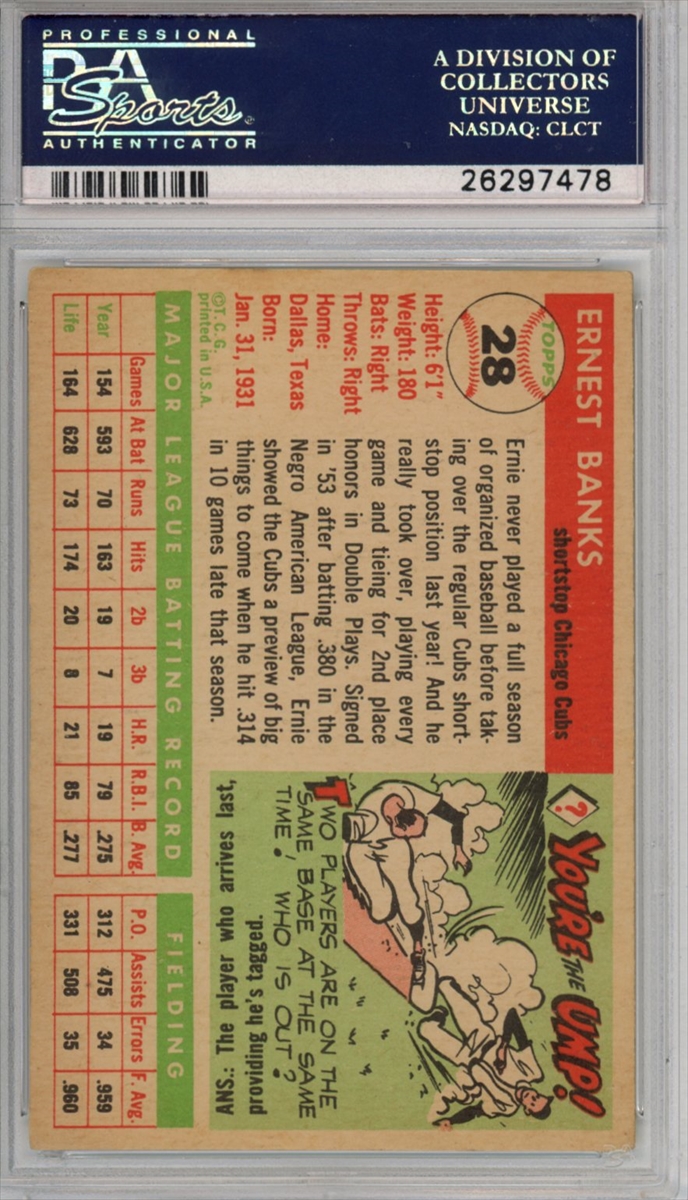 PROFESSIONAL
PSA
Sports
AUTHENTICATOR
A DIVISION OF
COLLECTORS
UNIVERSE
NASDAQ: CLCT
26297478
TOPPS
28
ERNEST BANKS
shortstop Chicago Cubs
Height: 6'1"
Weight: 180
Bats: Right
Throws: Right
Home:
Dallas, Texas
Born:
Jan. 31, 1931
©T.C.G.
printed in U.S.A.
Ernie never played a full season
of organized baseball before tak-
ing over the regular Cubs short-
stop position last year! And he
really took over, playing every
game and tieing for 2nd place
honors in Double Plays. Signed
in '53 after batting .380 in the
Negro American League, Ernie
showed the Cubs a preview of big
things to come when he hit .314
in 10 games late that season.
? YOU'RE THE UMP!
TWO PLAYERS ARE ON THE
SAME BASE AT THE SAME
TIME. WHO IS OUT?
ANS.: The player who arrives last,
providing he's tagged.
MAJOR LEAGUE BATTING RECORD FIELDING
Games At Bat Runs Hits 2b 3b H.R. R.B.I. B. Avg. P.O. Assists Errors F. Avg.
Year 154 593 70 163 19 7 19 79 .275 312 475 34 .959
Life 164 628 73 174 20 8 21 85 .277 331 508 35 .960